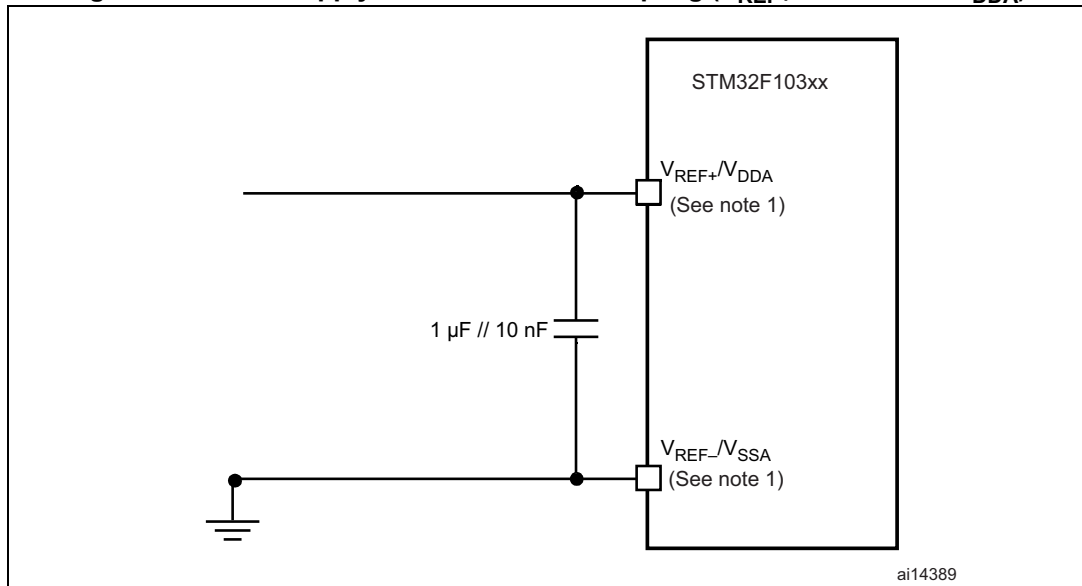 STM32F103xx
VREF+/VDDA
(See note 1)
1 µF // 10 nF
VREF–/VSSA
(See note 1)
ai14389